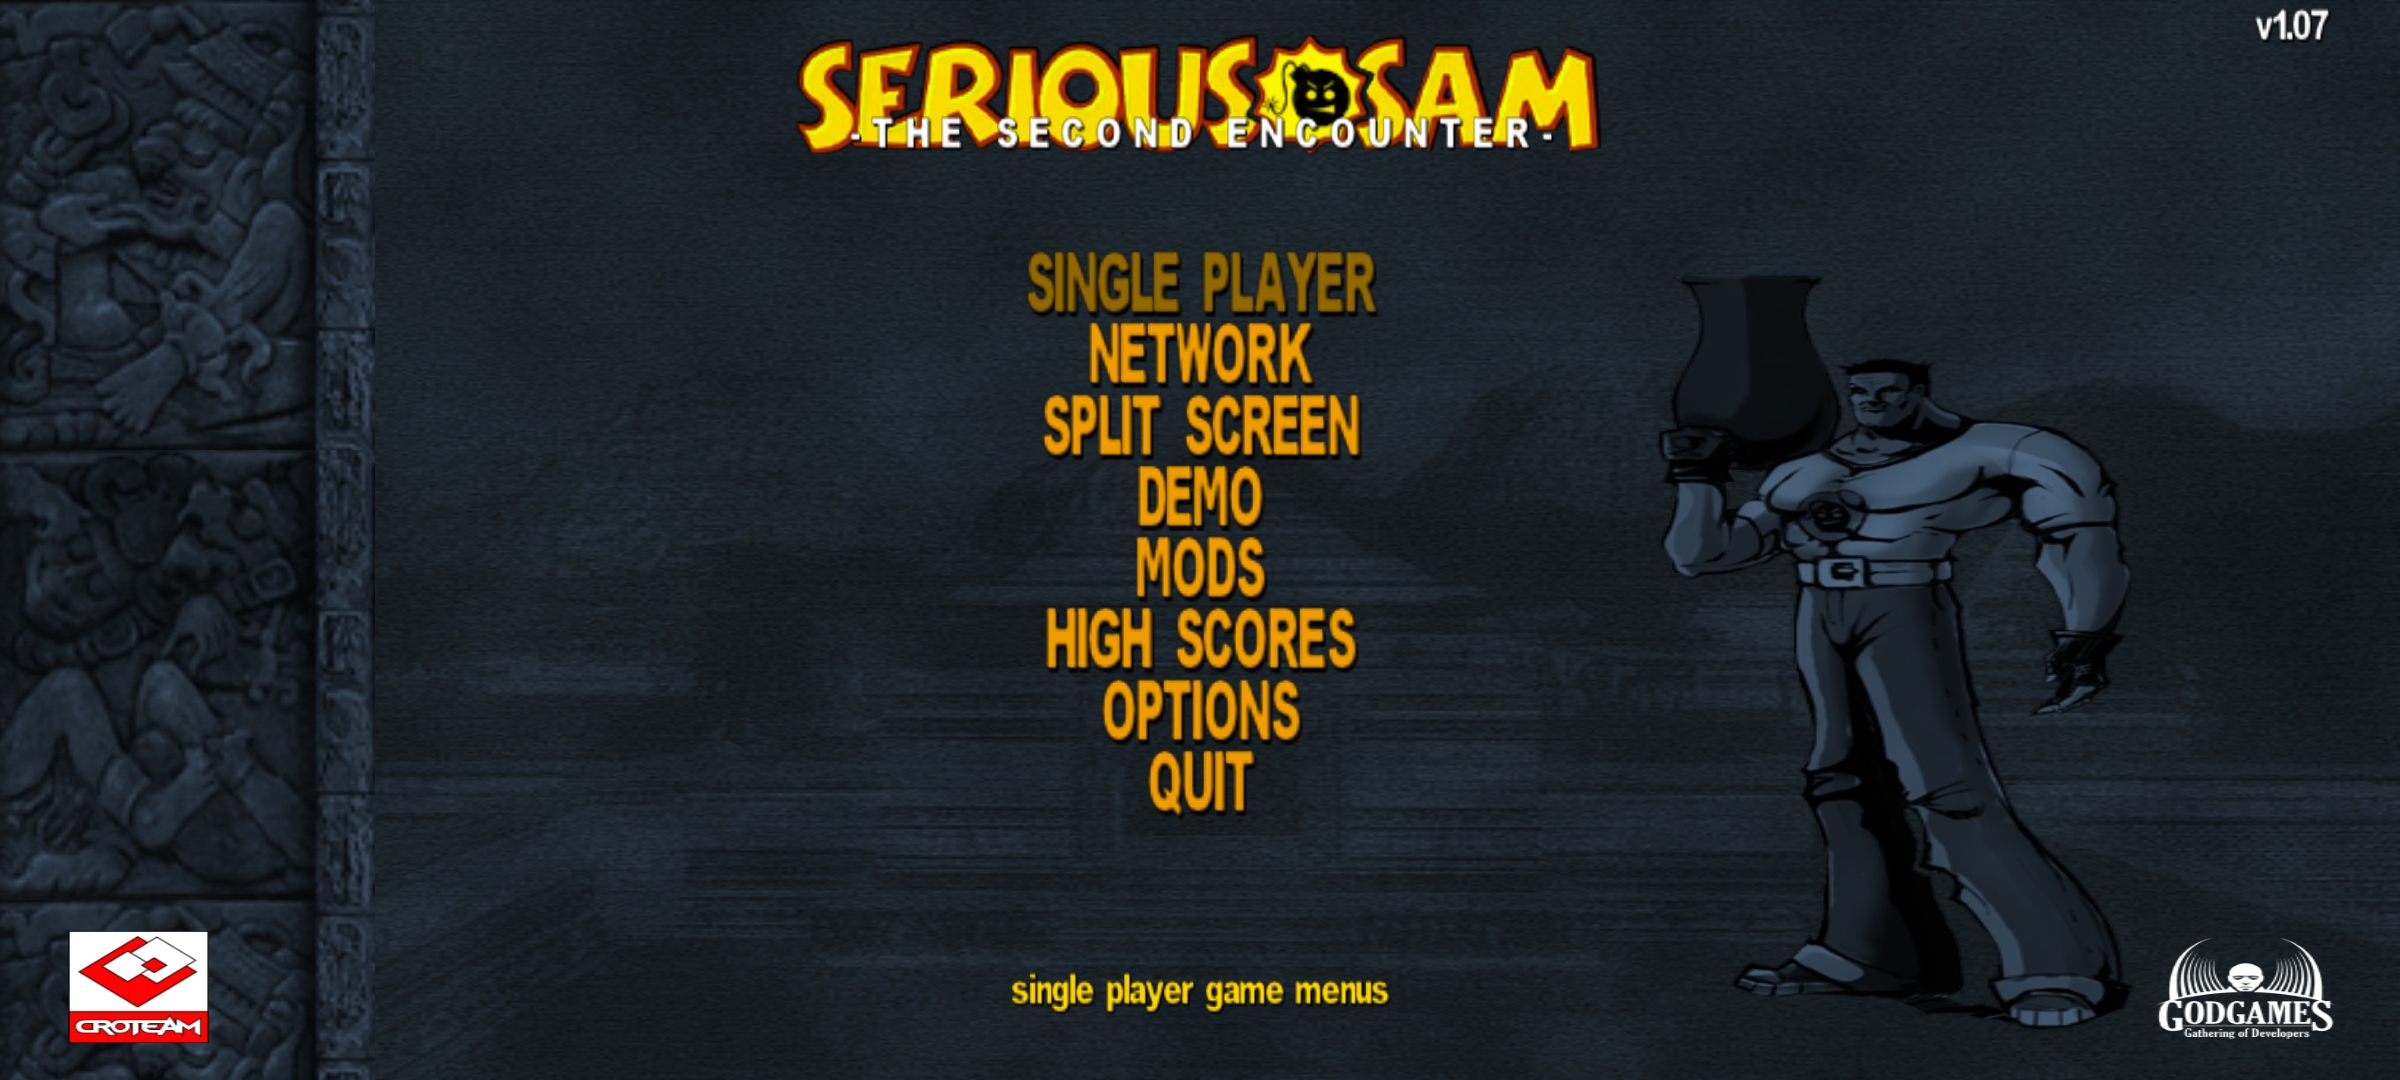 v1.07
SERIOUS SAM
-THE SECOND ENCOUNTER-
SINGLE PLAYER
NETWORK
SPLIT SCREEN
DEMO
MODS
HIGH SCORES
OPTIONS
QUIT
single player game menus
CROTEAM
GODGAMES
Gathering of Developers